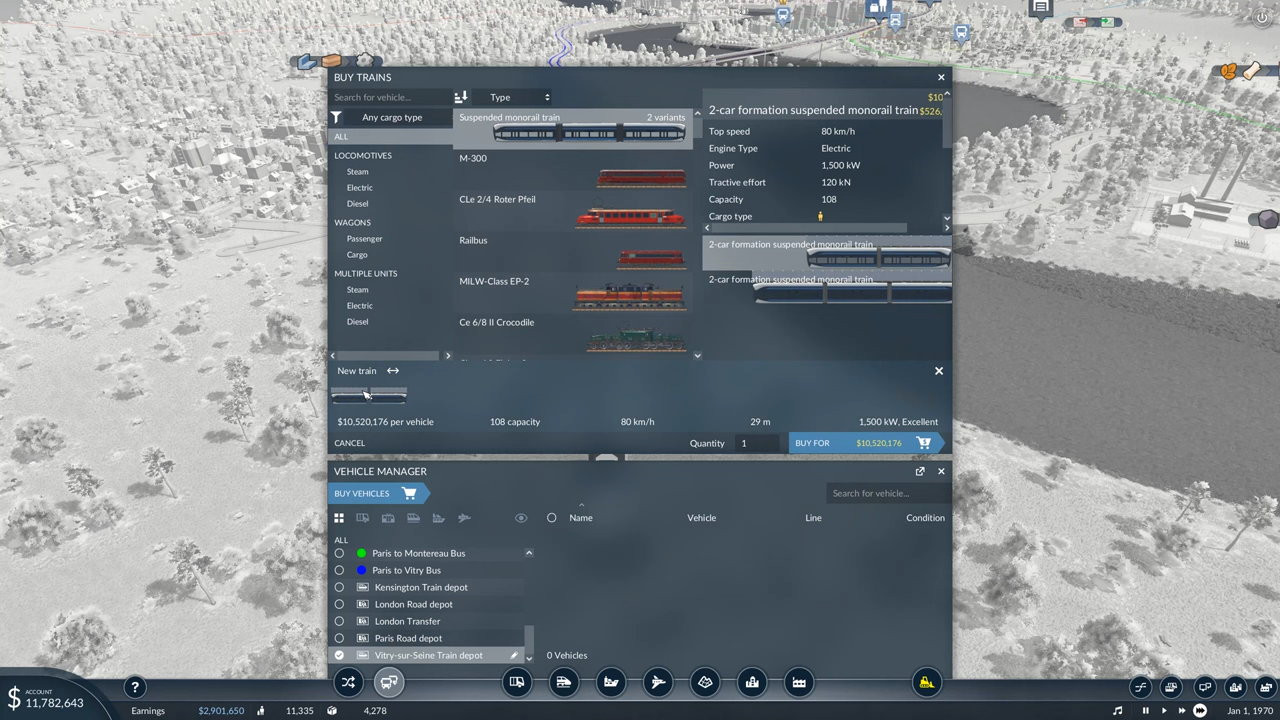 BUY TRAINS
Search for vehicle...
Type
Any cargo type
ALL
LOCOMOTIVES
Steam
Electric
Diesel
WAGONS
Passenger
Cargo
MULTIPLE UNITS
Steam
Electric
Diesel
Suspended monorail train 2 variants
M-300
CLe 2/4 Roter Pfeil
Railbus
MILW-Class EP-2
Ce 6/8 II Crocodile
$10
2-car formation suspended monorail train $526,
Top speed 80 km/h
Engine Type Electric
Power 1,500 kW
Tractive effort 120 kN
Capacity 108
Cargo type
2-car formation suspended monorail train
2-car formation suspended monorail train
New train
$10,520,176 per vehicle 108 capacity 80 km/h 29 m 1,500 kW, Excellent
CANCEL Quantity 1 BUY FOR $10,520,176
VEHICLE MANAGER
BUY VEHICLES Search for vehicle...
Name Vehicle Line Condition
ALL
Paris to Montereau Bus
Paris to Vitry Bus
Kensington Train depot
London Road depot
London Transfer
Paris Road depot
Vitry-sur-Seine Train depot 0 Vehicles
$ ACCOUNT
11,782,643
?
Earnings $2,901,650 11,335 4,278 Jan 1, 1970